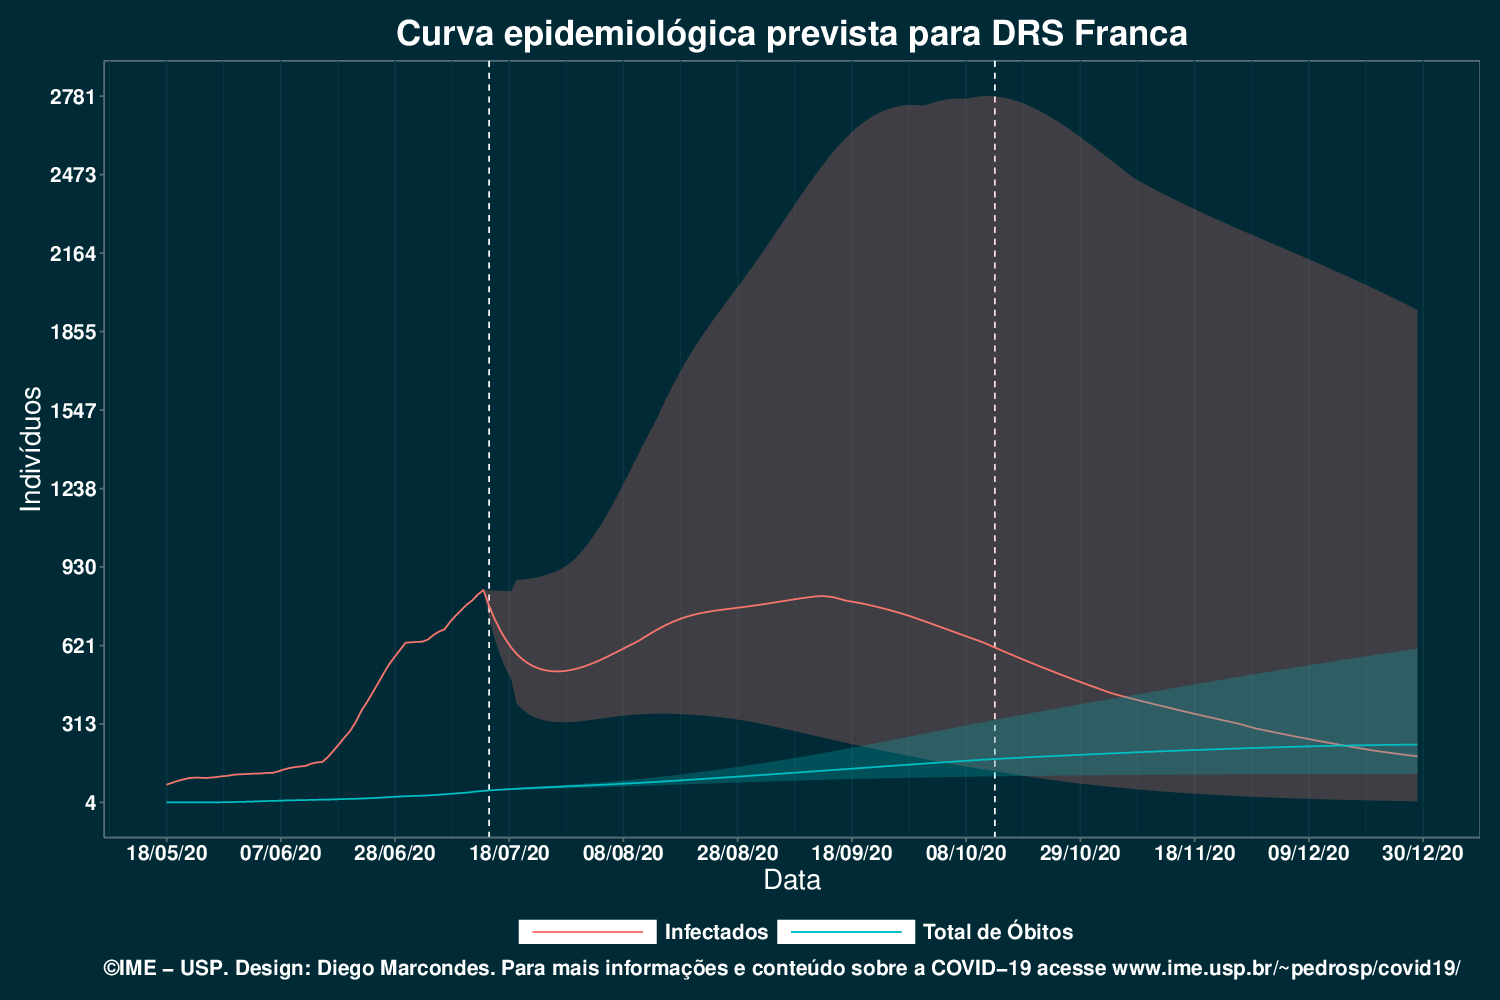 Curva epidemiológica prevista para DRS Franca
2781
2473
2164
1855
1547
1238
930
621
313
4
Indivíduos
18/05/20 07/06/20 28/06/20 18/07/20 08/08/20 28/08/20 18/09/20 08/10/20 29/10/20 18/11/20 09/12/20 30/12/20
Data
Infectados Total de Óbitos
©IME − USP. Design: Diego Marcondes. Para mais informações e conteúdo sobre a COVID−19 acesse www.ime.usp.br/~pedrosp/covid19/